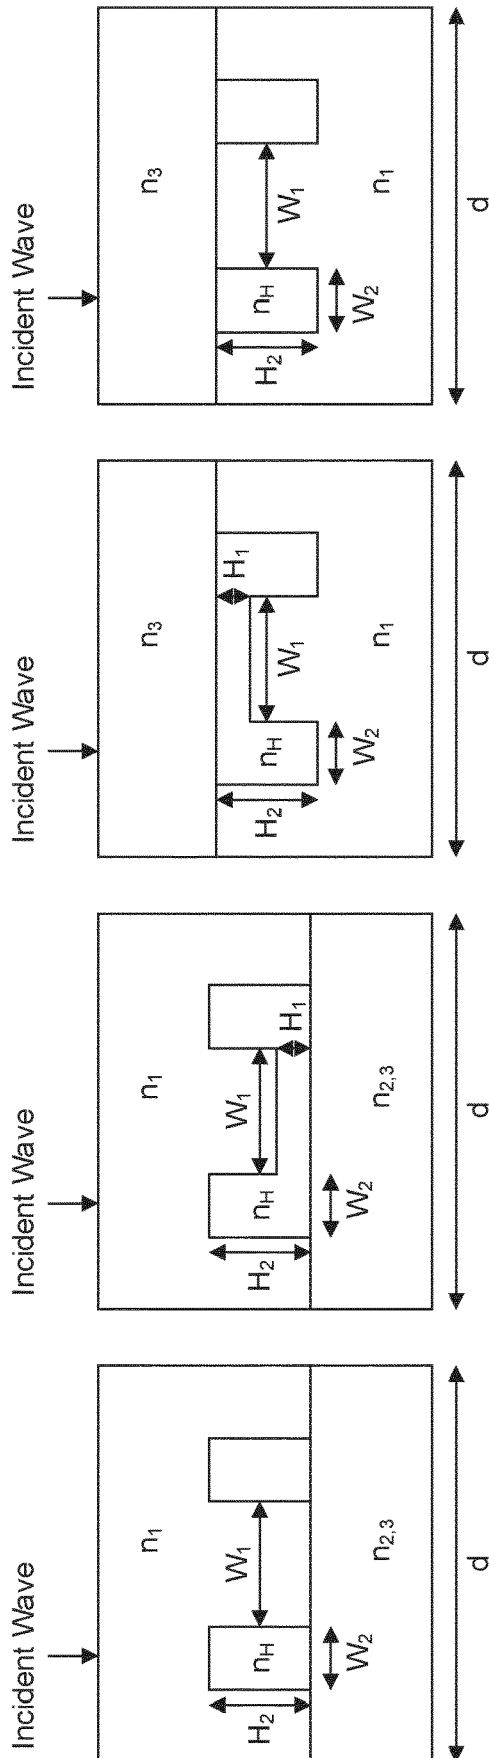 Incident Wave
n₁
W₁
H₂
nH
W₂
n₂,₃
d
Incident Wave
n₁
W₁
H₁
H₂
nH
W₂
n₂,₃
d
Incident Wave
n₃
H₁
W₁
H₂
nH
W₂
n₁
d
Incident Wave
n₃
W₁
H₂
nH
W₂
n₁
d